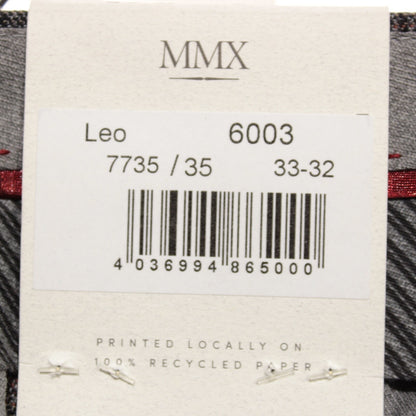 MMX
Leo 6003
7735 / 35 33-32
4 036994 865000
PRINTED LOCALLY ON
100% RECYCLED PAPER